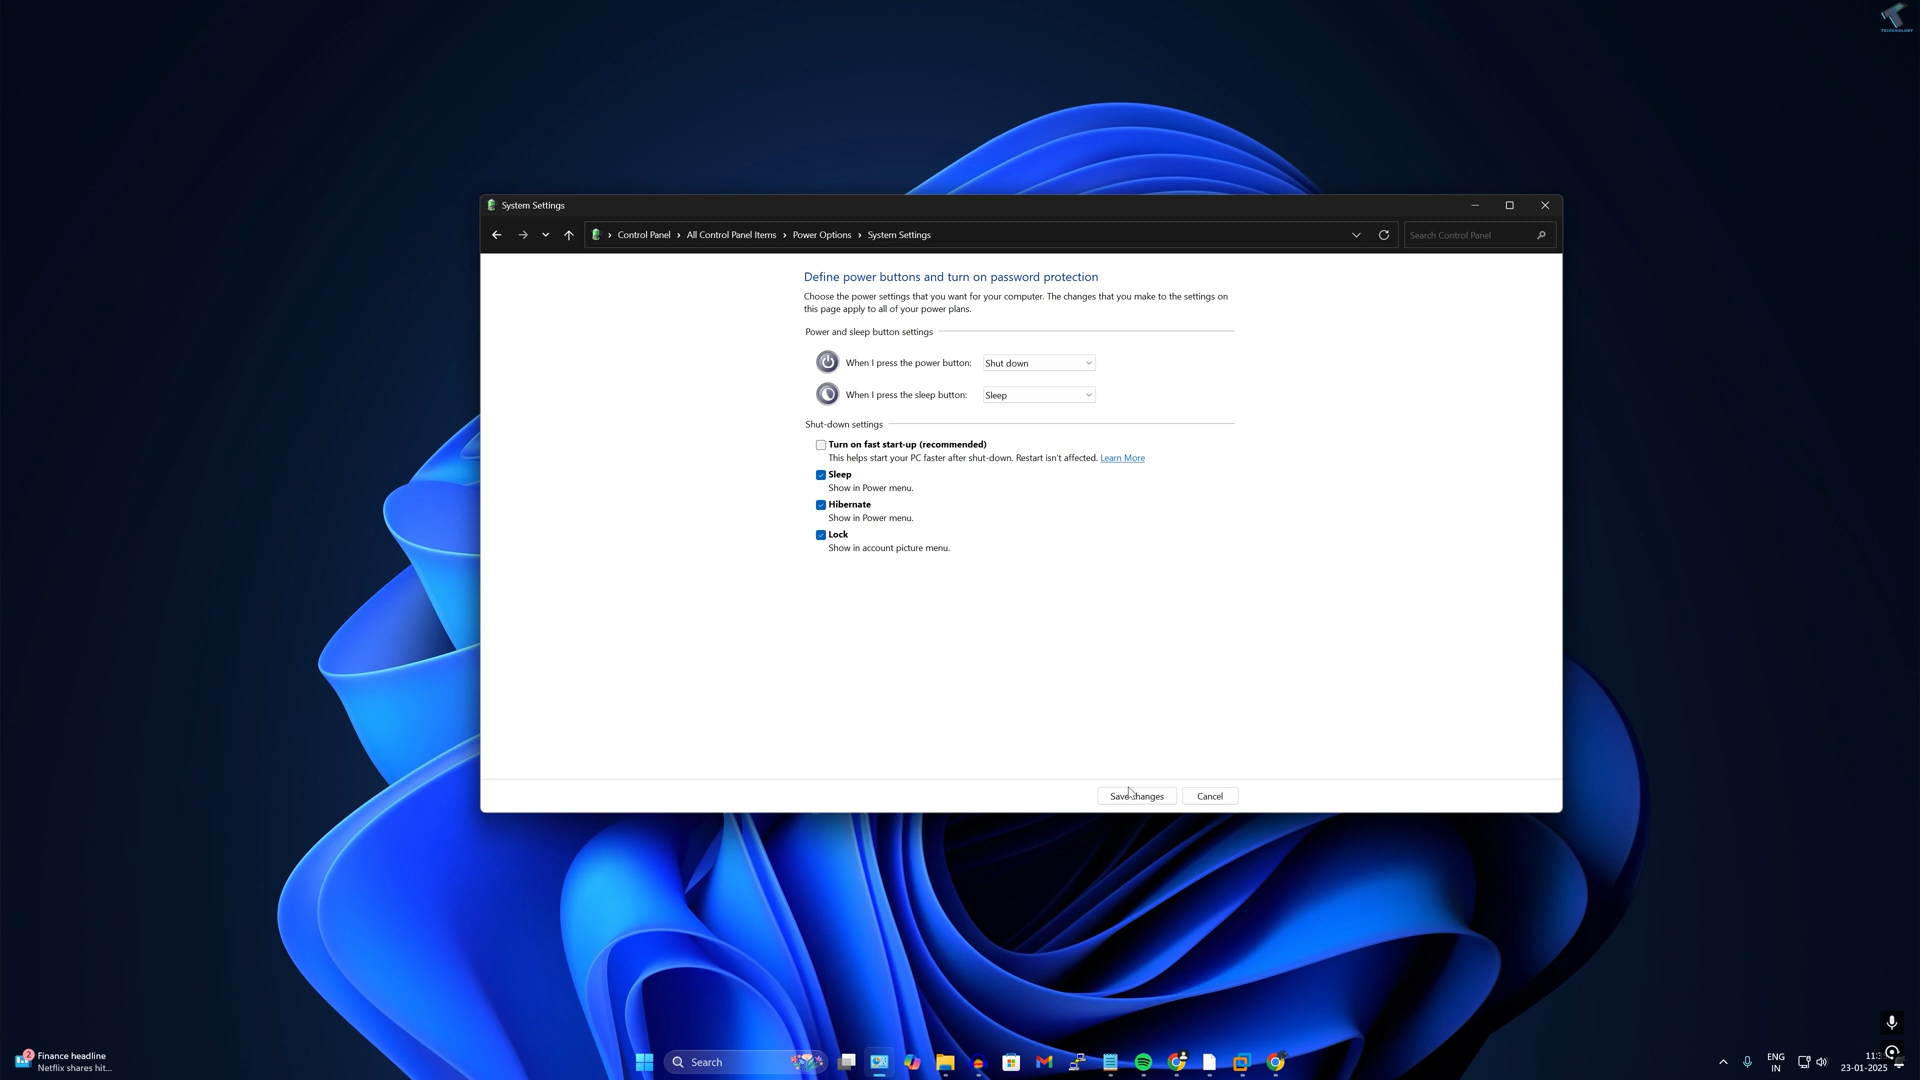 TRICKNOLOGY
System Settings
Control Panel > All Control Panel Items > Power Options > System Settings
Search Control Panel
Define power buttons and turn on password protection
Choose the power settings that you want for your computer. The changes that you make to the settings on
this page apply to all of your power plans.
Power and sleep button settings
When I press the power button: Shut down
When I press the sleep button: Sleep
Shut-down settings
Turn on fast start-up (recommended)
This helps start your PC faster after shut-down. Restart isn't affected. Learn More
Sleep
Show in Power menu.
Hibernate
Show in Power menu.
Lock
Show in account picture menu.
Save changes Cancel
2
Finance headline
Netflix shares hit...
Search
ENG
IN
23-01-2025